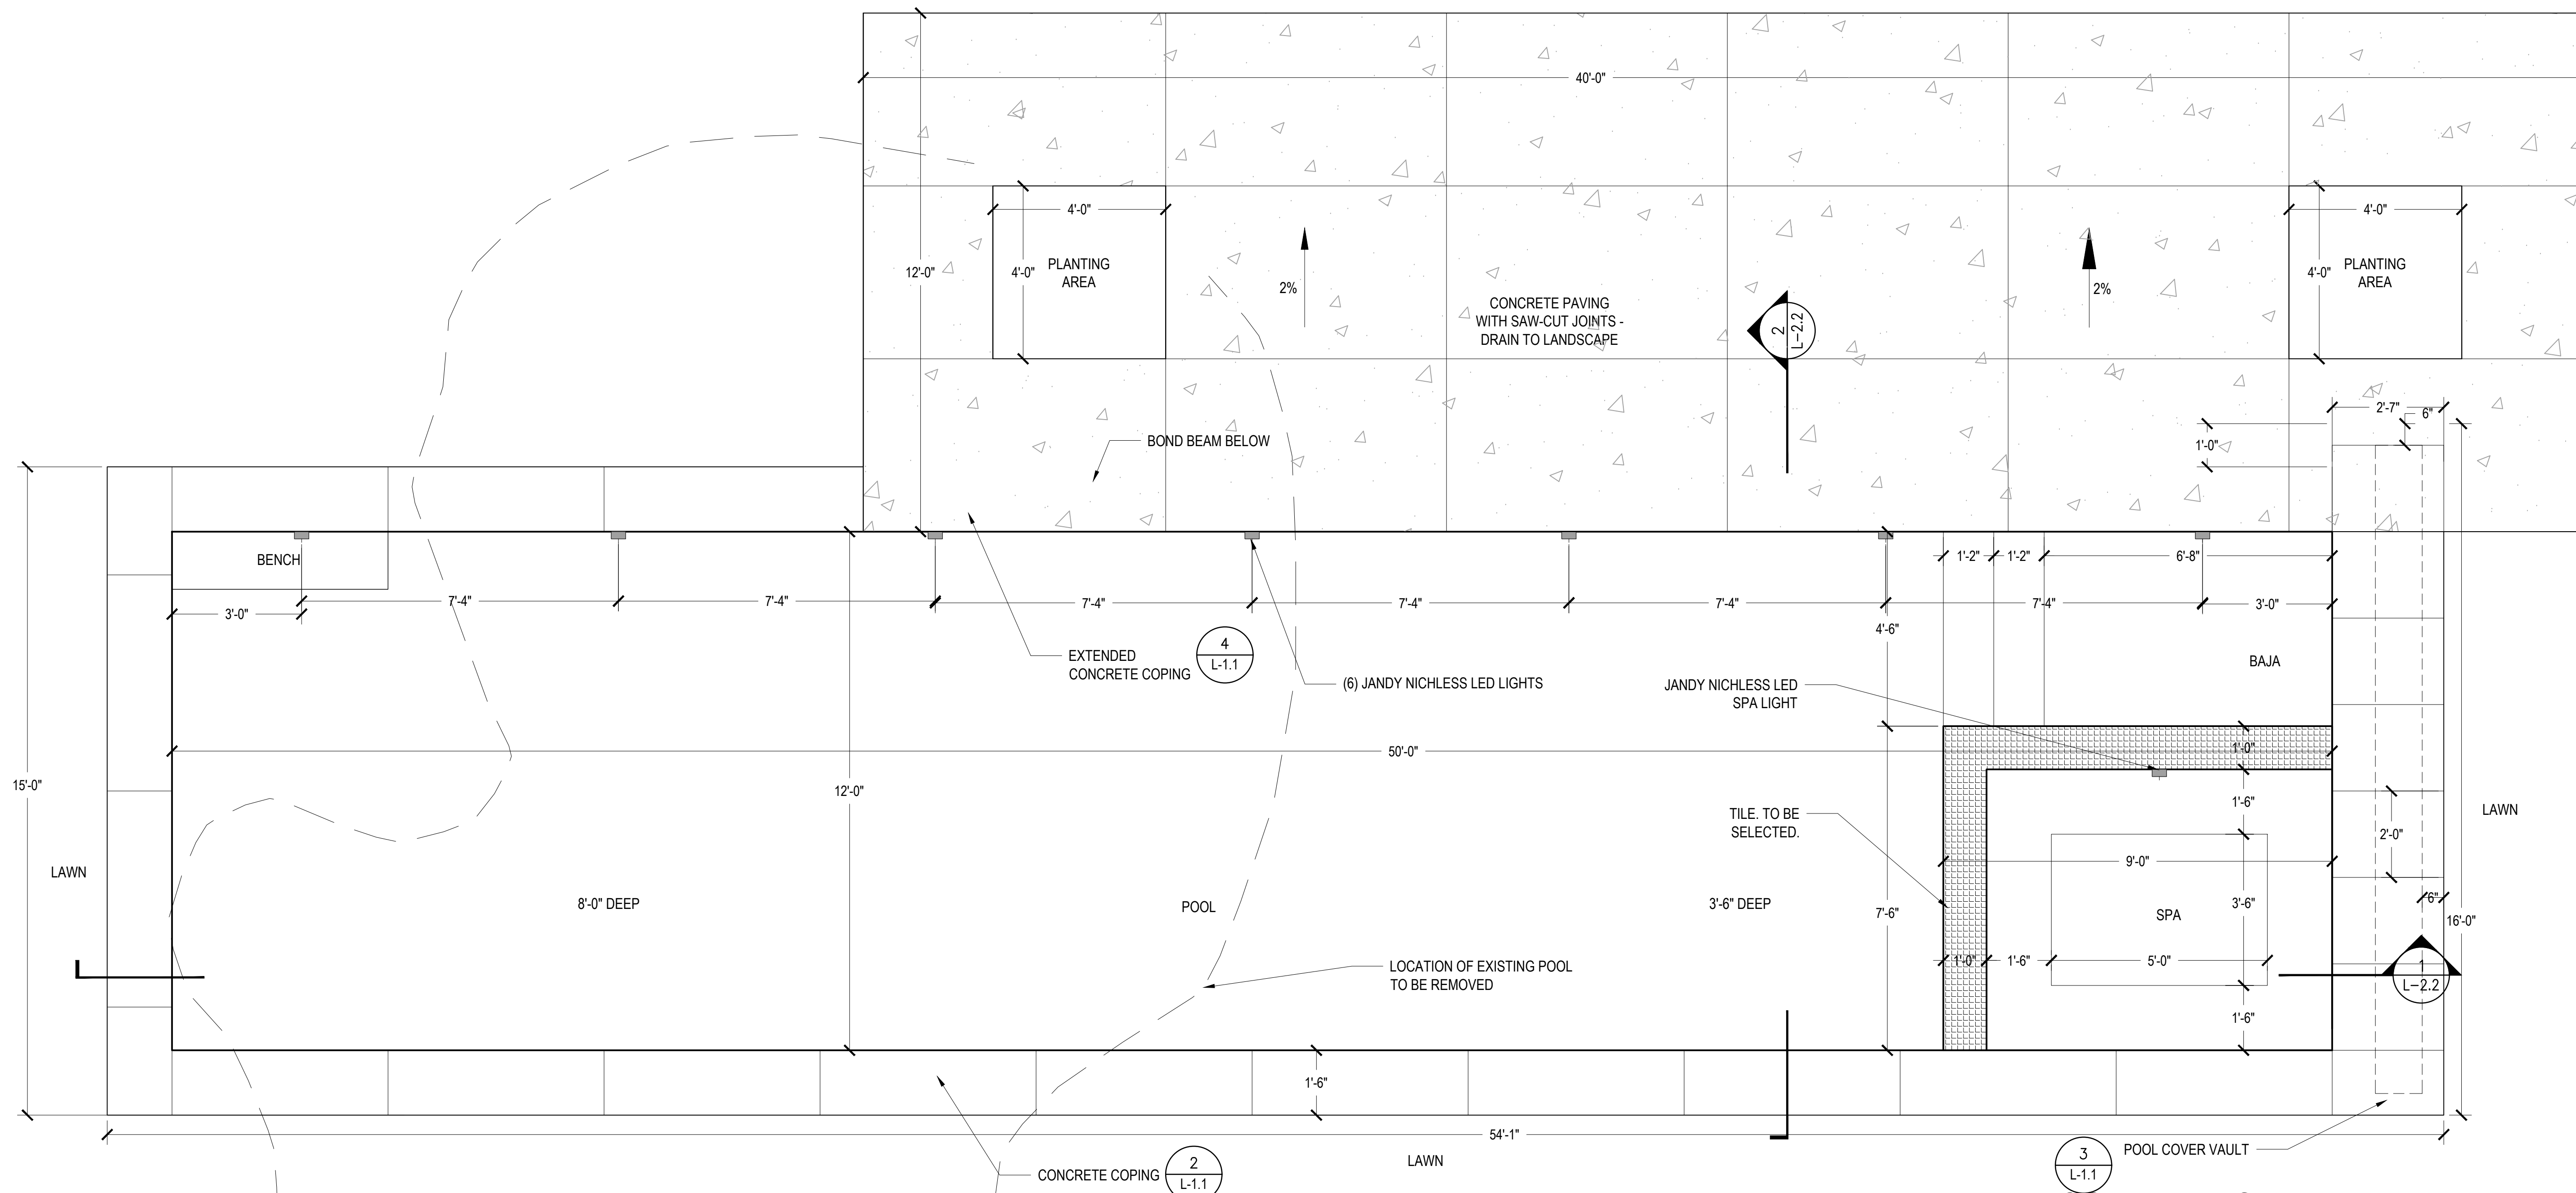 40'-0"
12'-0"
4'-0"
4'-0"
PLANTING
AREA
2%
CONCRETE PAVING
WITH SAW-CUT JOINTS -
DRAIN TO LANDSCAPE
2
L-2.2
2%
4'-0"
4'-0"
PLANTING
AREA
2'-7"
6"
1'-0"
BOND BEAM BELOW
BENCH
3'-0"
7'-4"
7'-4"
7'-4"
7'-4"
7'-4"
7'-4"
3'-0"
1'-2"
1'-2"
6'-8"
4'-6"
EXTENDED
CONCRETE COPING
4
L-1.1
(6) JANDY NICHLESS LED LIGHTS
JANDY NICHLESS LED
SPA LIGHT
BAJA
50'-0"
1'-0"
15'-0"
12'-0"
1'-6"
TILE. TO BE
SELECTED.
2'-0"
LAWN
LAWN
9'-0"
8'-0" DEEP
POOL
3'-6" DEEP
7'-6"
3'-6"
SPA
6"
16'-0"
LOCATION OF EXISTING POOL
TO BE REMOVED
1'-0"
1'-6"
5'-0"
1
L-2.2
1'-6"
1'-6"
54'-1"
LAWN
CONCRETE COPING
2
L-1.1
3
L-1.1
POOL COVER VAULT